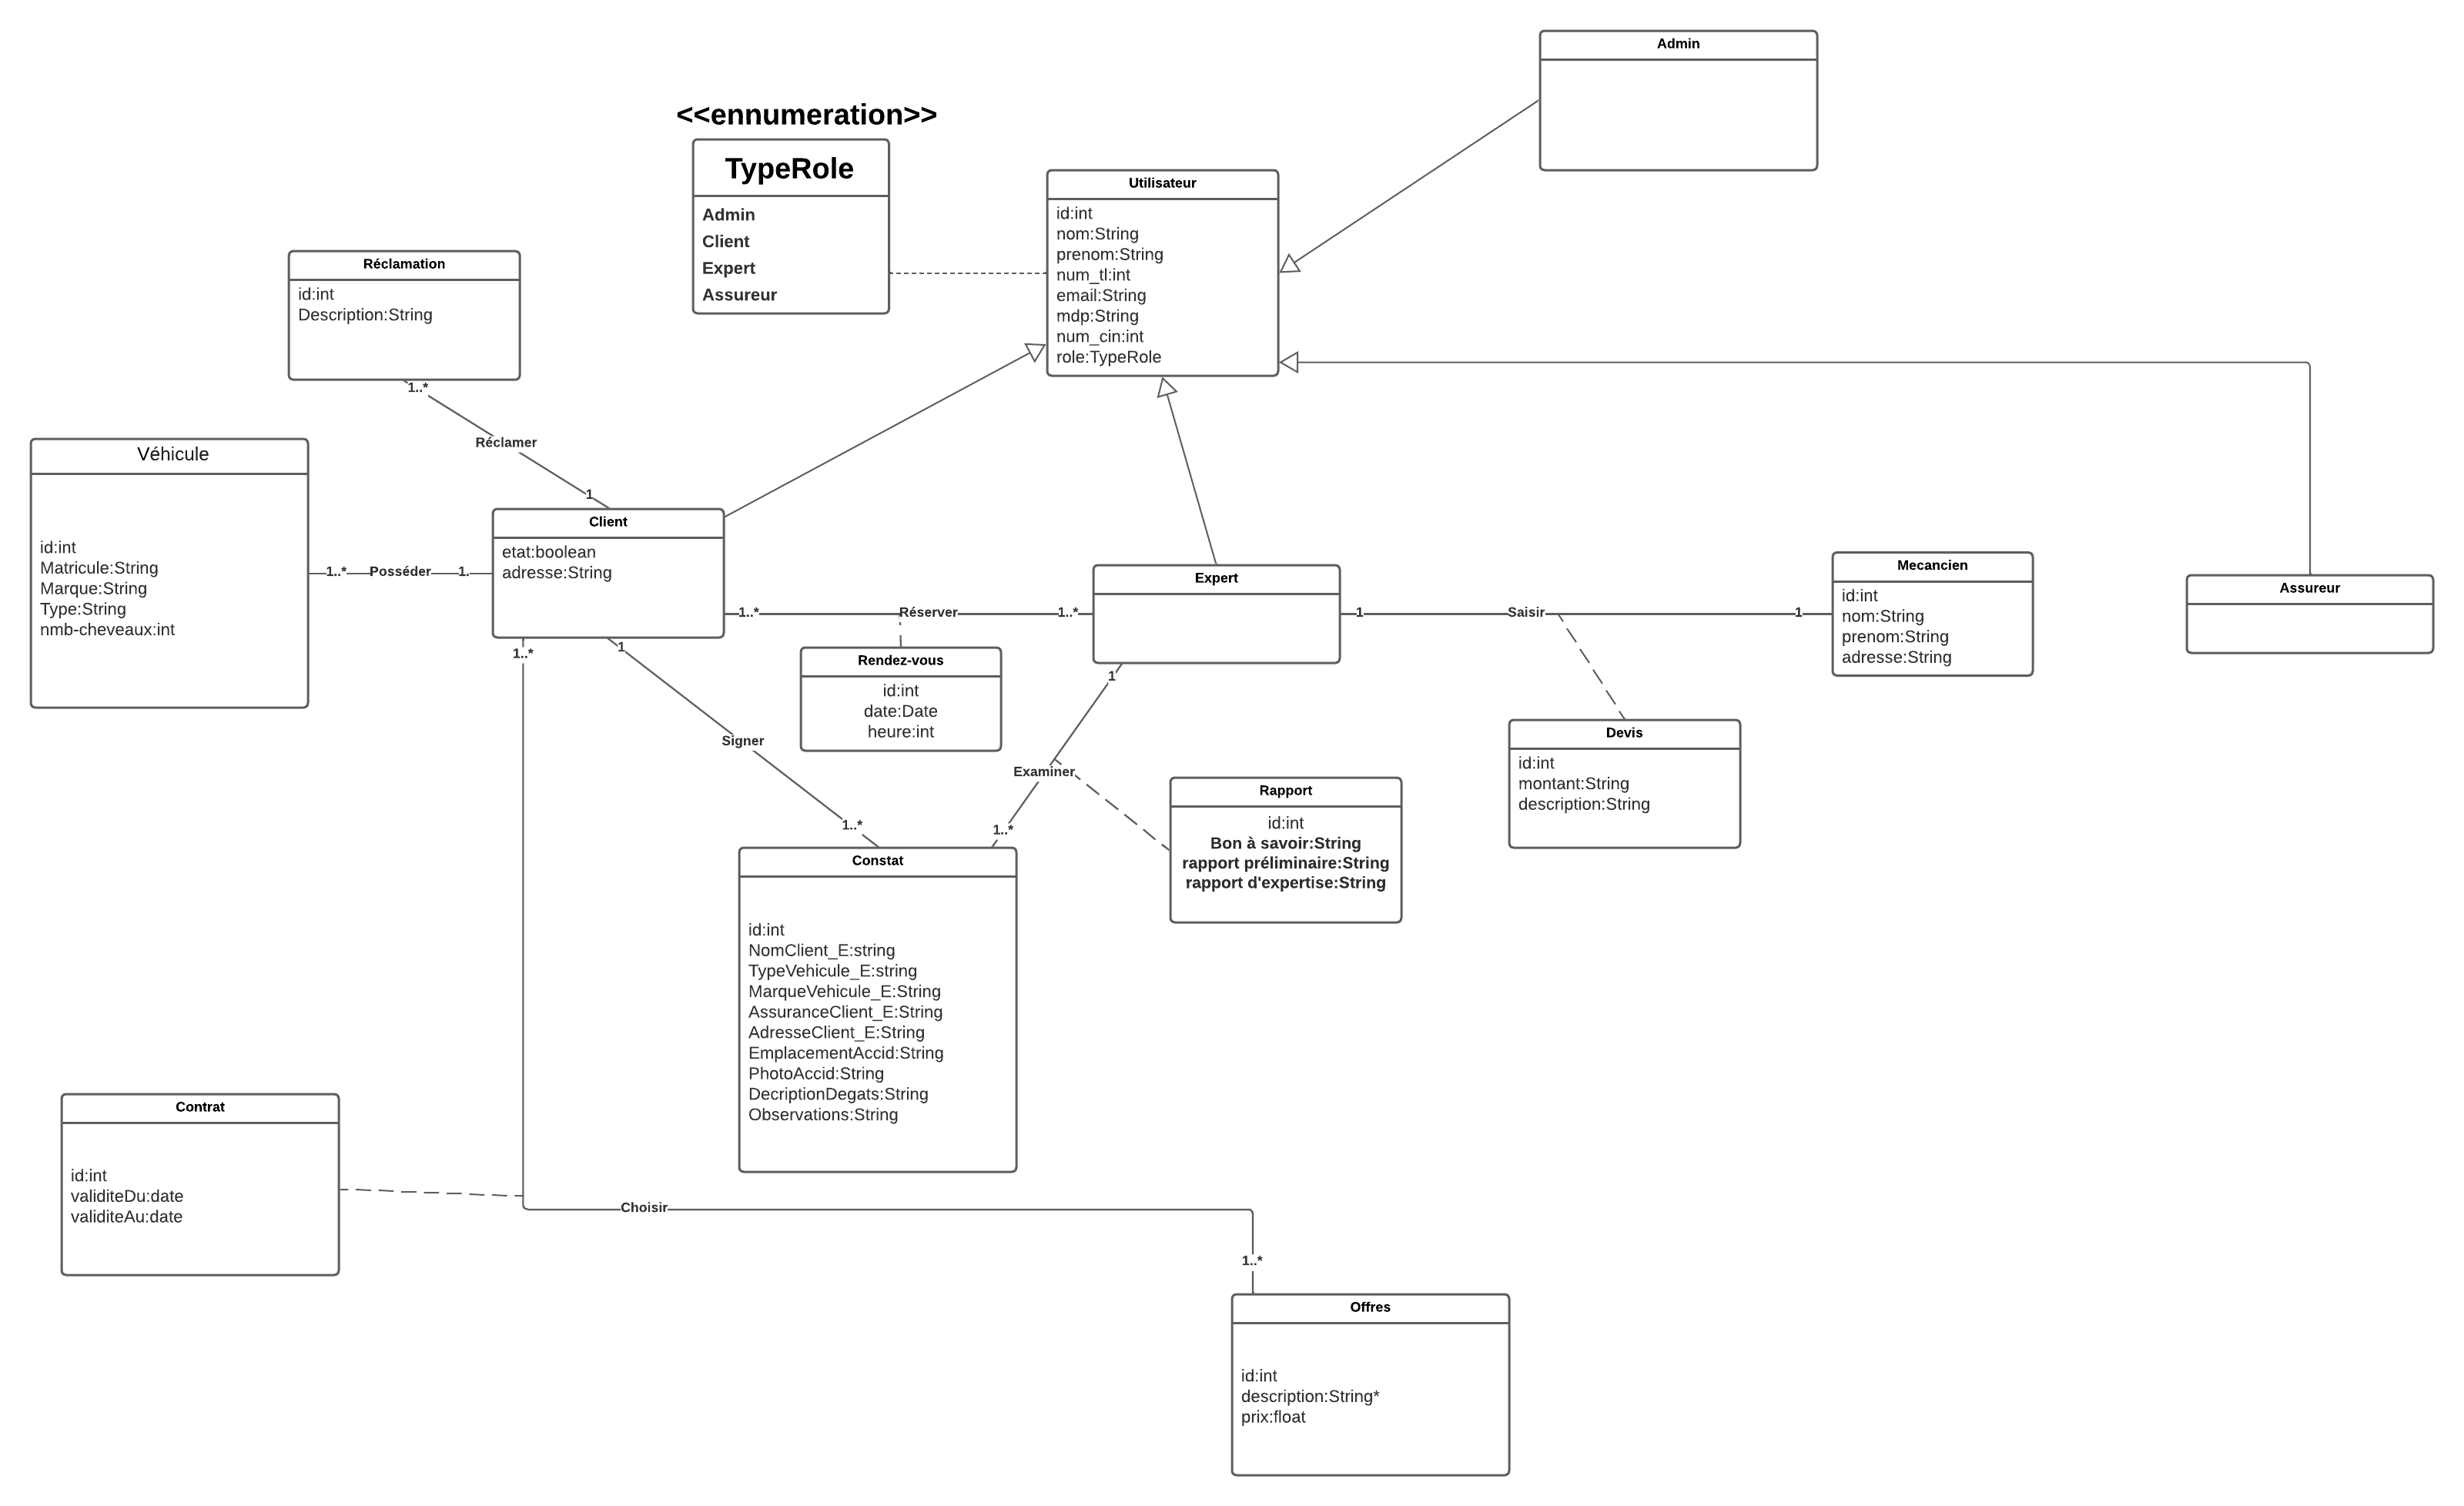 Admin
<<ennumeration>>
TypeRole
Admin
Client
Expert
Assureur
Utilisateur
id:int
nom:String
prenom:String
num_tl:int
email:String
mdp:String
num_cin:int
role:TypeRole
Réclamation
id:int
Description:String
1..*
Réclamer
1
Véhicule
id:int
Matricule:String
Marque:String
Type:String
nmb-cheveaux:int
1..*
Posséder
1.
Client
etat:boolean
adresse:String
1..*
Réserver
1..*
Expert
1
Saisir
1
Mecancien
id:int
nom:String
prenom:String
adresse:String
Assureur
1..*
1
Rendez-vous
id:int
date:Date
heure:int
1
Signer
1..*
Examiner
1..*
Rapport
id:int
Bon à savoir:String
rapport préliminaire:String
rapport d'expertise:String
Devis
id:int
montant:String
description:String
Constat
id:int
NomClient_E:string
TypeVehicule_E:string
MarqueVehicule_E:String
AssuranceClient_E:String
AdresseClient_E:String
EmplacementAccid:String
PhotoAccid:String
DecriptionDegats:String
Observations:String
Contrat
id:int
validiteDu:date
validiteAu:date
Choisir
1..*
Offres
id:int
description:String*
prix:float